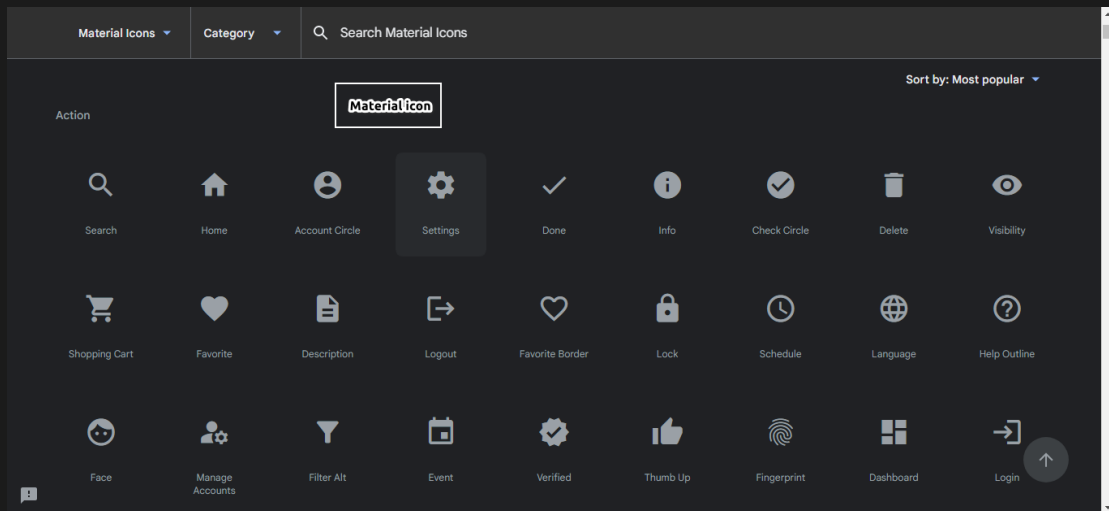 Material Icons
Category
Search Material Icons
Sort by: Most popular
Material icon
Action
Search
Home
Account Circle
Settings
Done
Info
Check Circle
Delete
Visibility
Shopping Cart
Favorite
Description
Logout
Favorite Border
Lock
Schedule
Language
Help Outline
Face
Manage
Accounts
Filter Alt
Event
Verified
Thumb Up
Fingerprint
Dashboard
Login